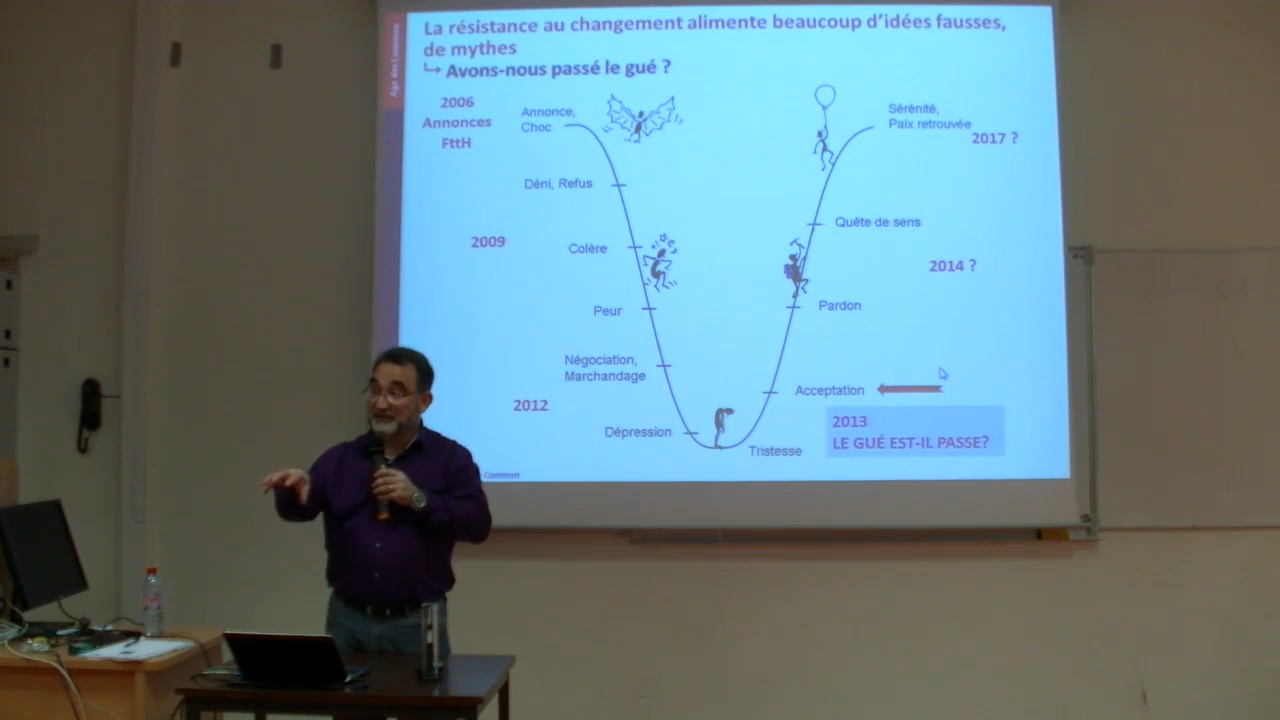 La résistance au changement alimente beaucoup d'idées fausses,
de mythes
↳ Avons-nous passé le gué ?
2006
Annonces
FttH
Annonce,
Choc
Déni, Refus
2009
Colère
Peur
Négociation,
Marchandage
2012
Dépression
Tristesse
Sérénité,
Paix retrouvée
2017 ?
Quête de sens
2014 ?
Pardon
Acceptation
2013
LE GUÉ EST-IL PASSE?